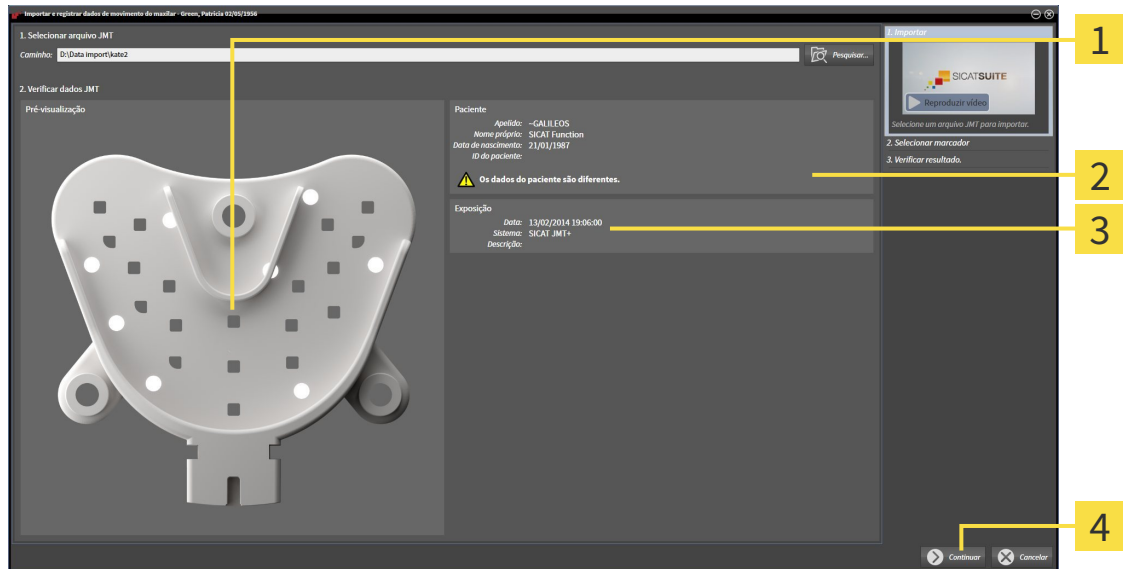 Importar e registrar dados de movimento do maxilar - Green, Patrícia 02/05/1956
1. Selecionar arquivo JMT
Caminho: D:\Data import\kate2
Pesquisar...
2. Verificar dados JMT
Pré-visualização
Paciente
Apelido: ~GALILEOS
Nome próprio: SICAT Function
Data de nascimento: 21/01/1987
ID do paciente:
Os dados do paciente são diferentes.
Exposição
Data: 13/02/2014 19:06:00
Sistema: SICAT JMT+
Descrição:
1. Importar
SICATSUITE
Reproduzir vídeo
Selecione um arquivo JMT para importar.
2. Selecionar marcador
3. Verificar resultado.
Continuar
Cancelar
1
2
3
4